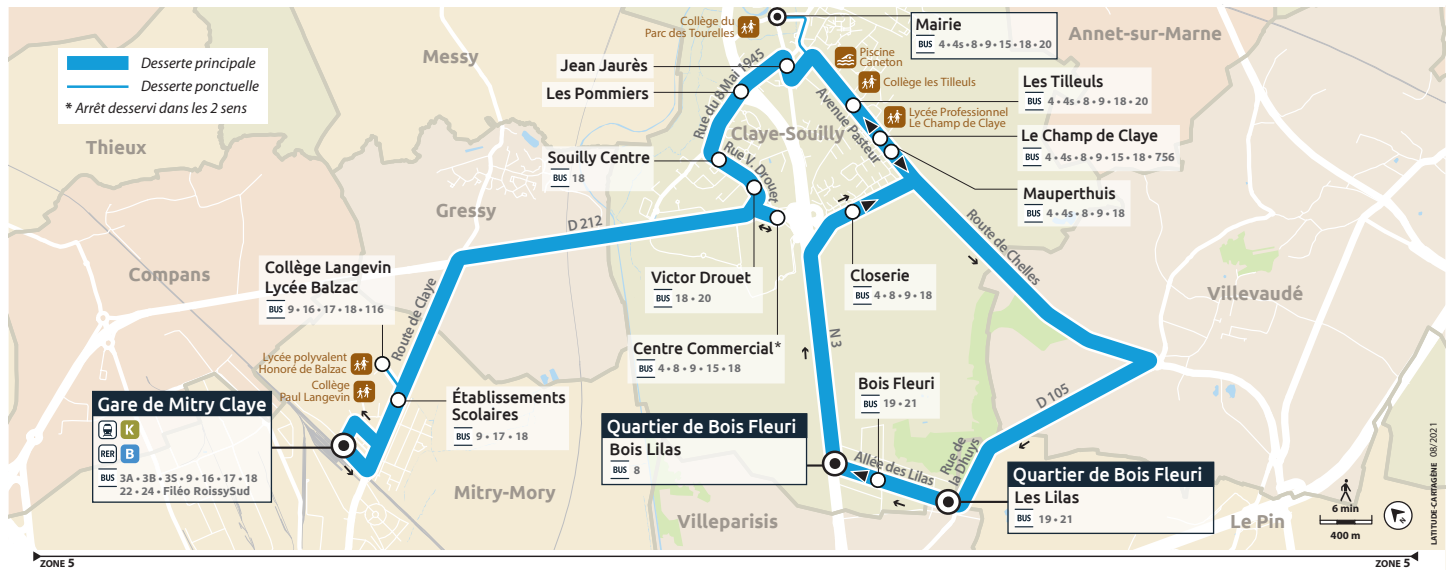 Desserte principale
Desserte ponctuelle
* Arrêt desservi dans les 2 sens
Messy
Thieux
Gressy
Compans
Mitry-Mory
Villeparisis
Claye-Souilly
Annet-sur-Marne
Villevaudé
Le Pin
Collège du
Parc des Tourelles
Mairie
BUS 4 • 4s • 8 • 9 • 15 • 18 • 20
Jean Jaurès
Les Pommiers
Rue du 8 Mai 1945
Piscine
Caneton
Collège les Tilleuls
Les Tilleuls
BUS 4 • 4s • 8 • 9 • 18 • 20
Lycée Professionnel
Le Champ de Claye
Avenue Pasteur
Le Champ de Claye
BUS 4 • 4s • 8 • 9 • 15 • 18 • 756
Mauperthuis
BUS 4 • 4s • 8 • 9 • 18
Souilly Centre
BUS 18
Rue V. Drouet
D 212
Victor Drouet
BUS 18 • 20
Closerie
BUS 4 • 8 • 9 • 18
Route de Chelles
Centre Commercial*
BUS 4 • 8 • 9 • 15 • 18
N 3
Collège Langevin
Lycée Balzac
BUS 9 • 16 • 17 • 18 • 116
Route de Claye
Lycée polyvalent
Honoré de Balzac
Collège
Paul Langevin
Établissements
Scolaires
BUS 9 • 17 • 18
Gare de Mitry Claye
K
RER B
BUS 3A • 3B • 3S • 9 • 16 • 17 • 18
22 • 24 • Filéo RoissySud
Bois Fleuri
BUS 19 • 21
D 105
Quartier de Bois Fleuri
Bois Lilas
BUS 8
Allée des Lilas
Rue de
la Dhuys
Quartier de Bois Fleuri
Les Lilas
BUS 19 • 21
6 min
400 m
LATITUDE-CARTAGÈNE 08/2021
ZONE 5
ZONE 5